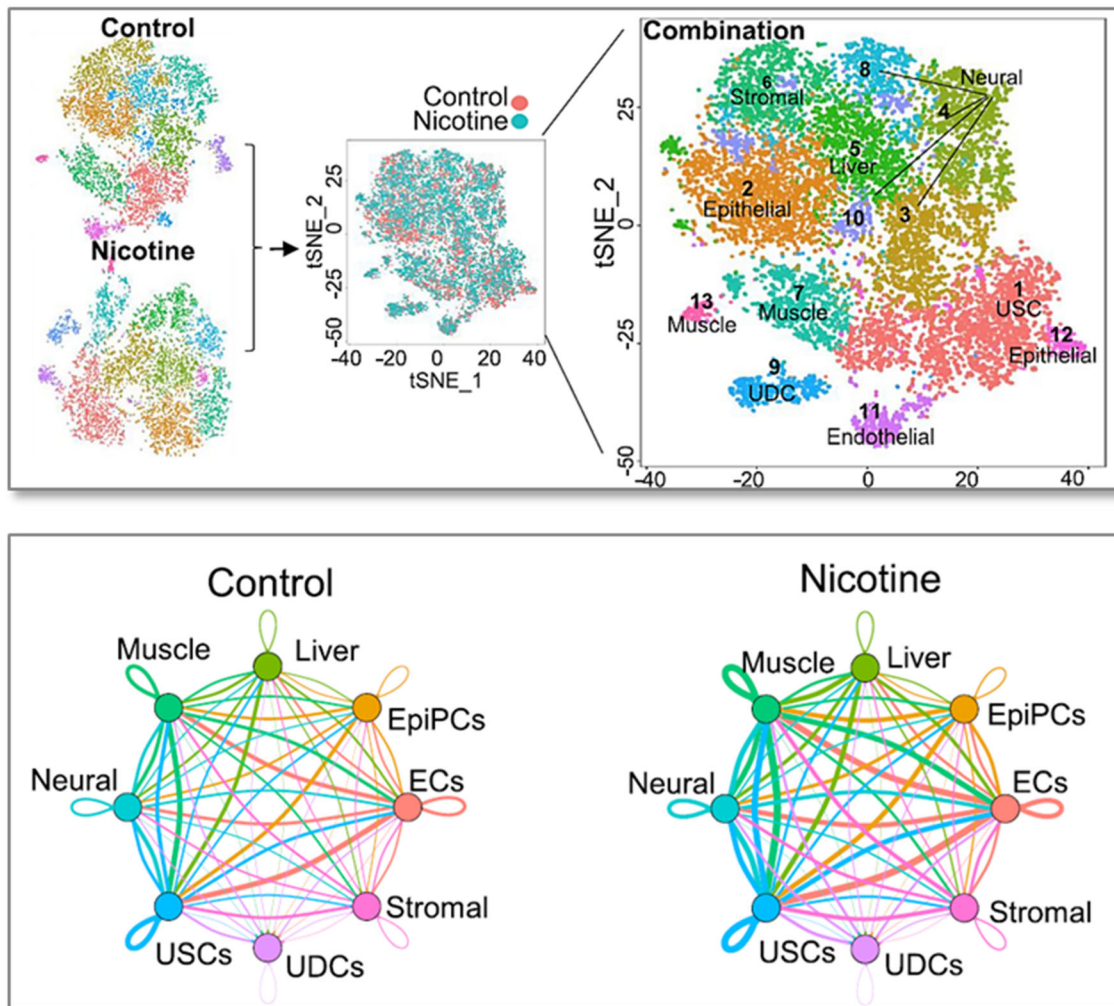 Control
Nicotine
Control
Nicotine
25
0
-25
-50
tSNE_2
-40
-20
0
20
40
tSNE_1
Combination
25
0
-25
-50
tSNE_2
-40
-20
0
20
40
6
Stromal
8
Neural
4
5
Liver
2
Epithelial
10
3
13
Muscle
7
Muscle
1
USC
12
Epithelial
9
UDC
11
Endothelial
Control
Muscle
Liver
EpiPCs
Neural
ECs
USCs
UDCs
Stromal
Nicotine
Muscle
Liver
EpiPCs
Neural
ECs
USCs
UDCs
Stromal